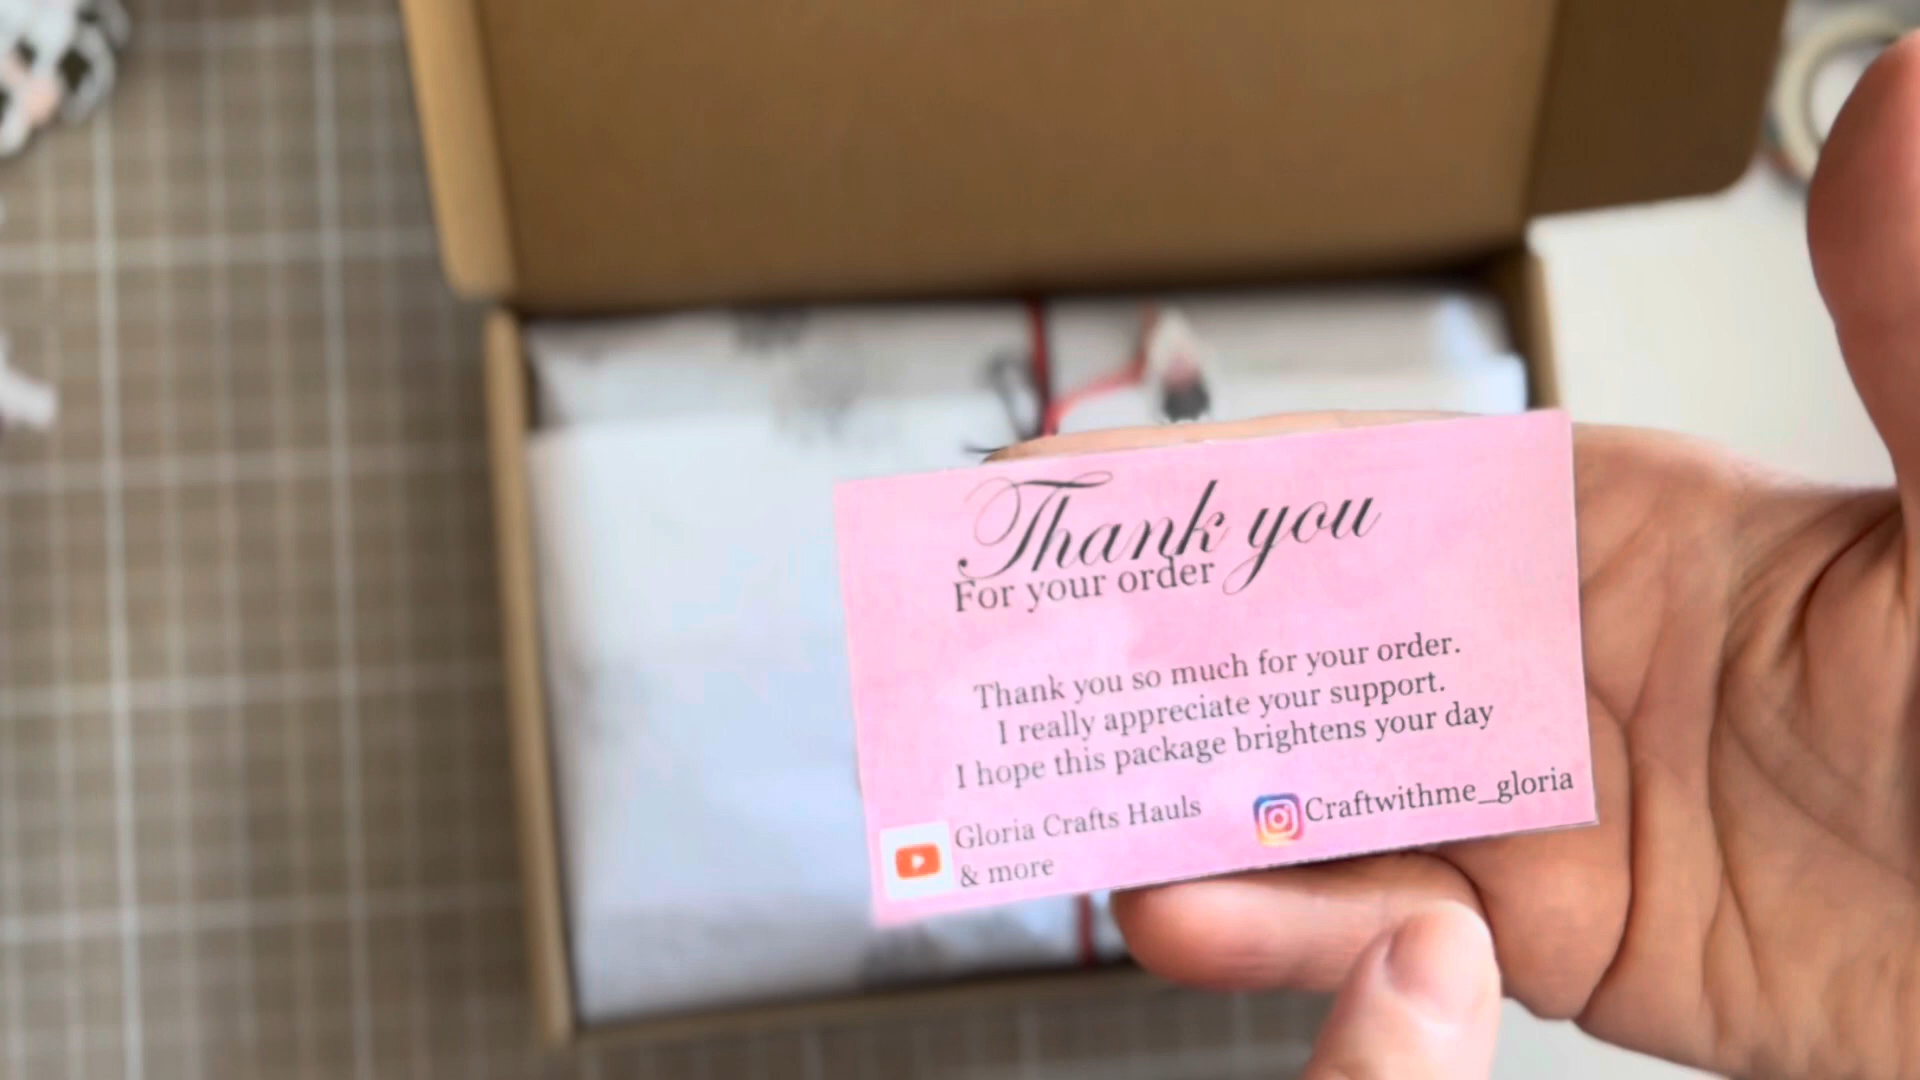 Thank you
For your order
Thank you so much for your order.
I really appreciate your support.
I hope this package brightens your day
Gloria Crafts Hauls
& more
Craftwithme_gloria